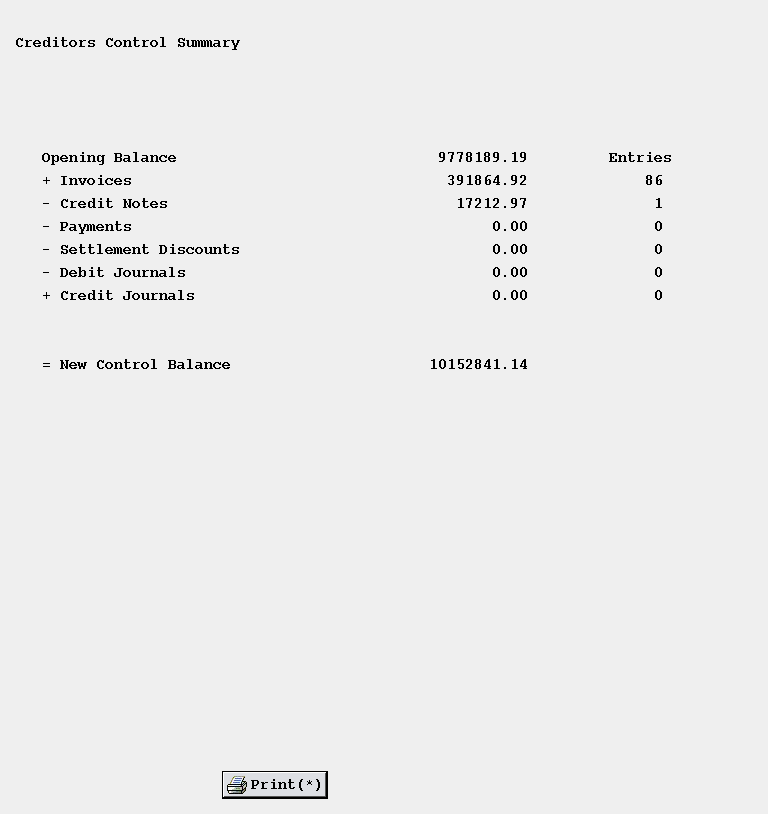 Creditors Control Summary
Opening Balance 9778189.19 Entries
+ Invoices 391864.92 86
- Credit Notes 17212.97 1
- Payments 0.00 0
- Settlement Discounts 0.00 0
- Debit Journals 0.00 0
+ Credit Journals 0.00 0
= New Control Balance 10152841.14
Print(*)